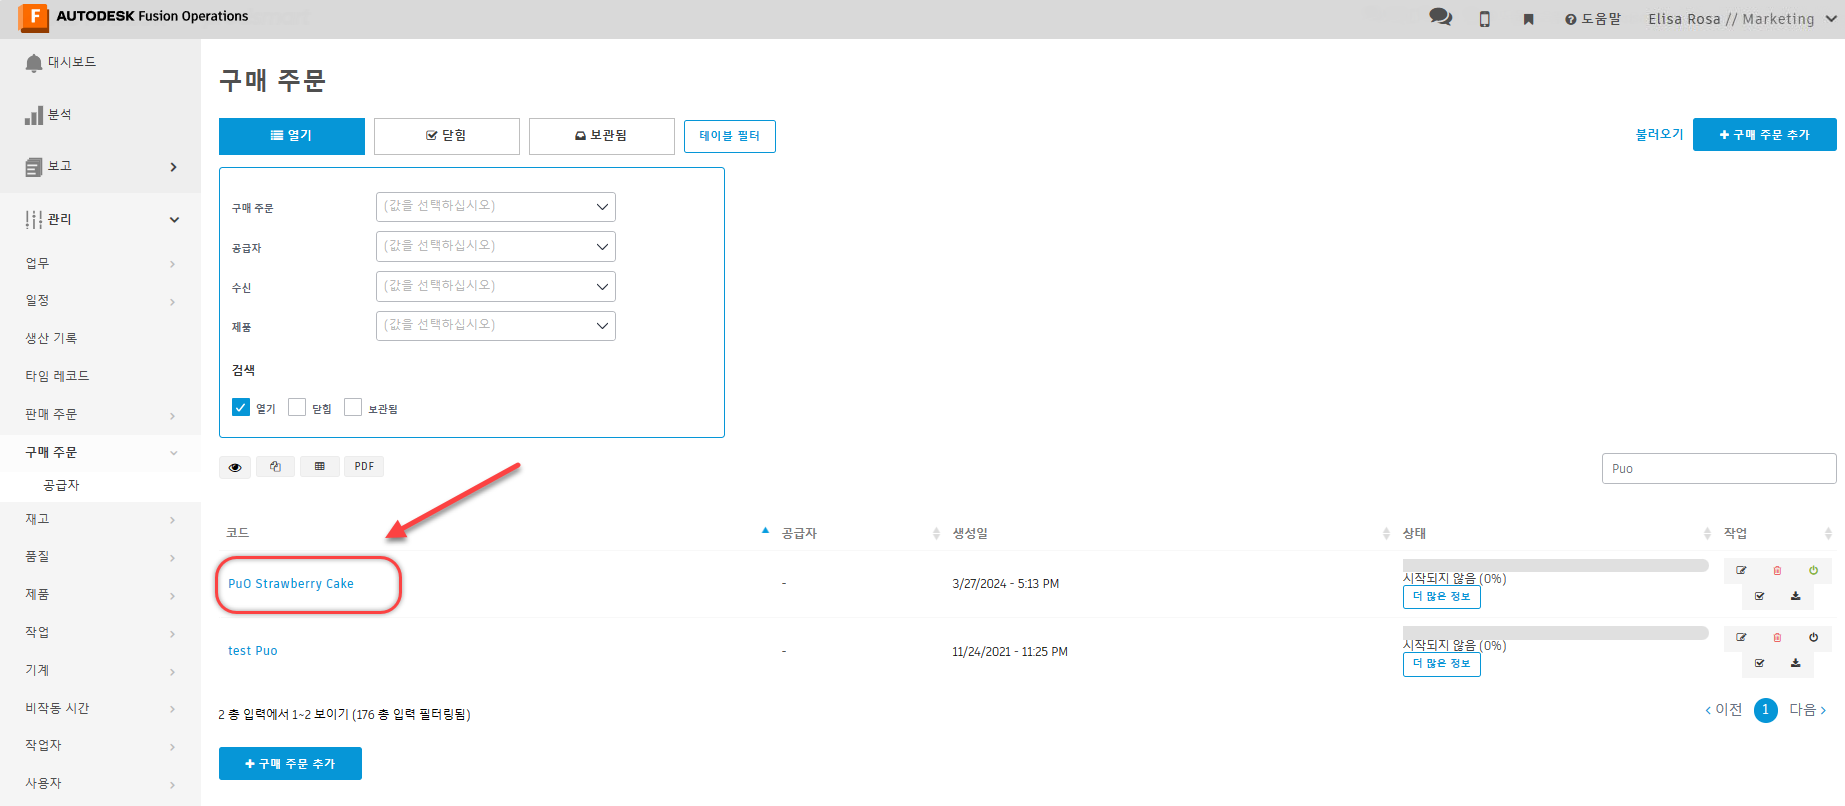 AUTODESK Fusion Operations
도움말
Elisa Rosa // Marketing
대시보드
분석
보고
관리
업무
일정
생산 기록
타임 레코드
판매 주문
구매 주문
공급자
재고
품질
제품
작업
기계
비작동 시간
작업자
사용자
구매 주문
열기
닫힘
보관됨
테이블 필터
불러오기
+ 구매 주문 추가
구매 주문
(값을 선택하십시오)
공급자
(값을 선택하십시오)
수신
(값을 선택하십시오)
제품
(값을 선택하십시오)
검색
열기 닫힘 보관됨
PDF
Puo
코드 공급자 생성일 상태 작업
PuO Strawberry Cake - 3/27/2024 - 5:13 PM 시작되지 않음 (0%)
더 많은 정보
test Puo - 11/24/2021 - 11:25 PM 시작되지 않음 (0%)
더 많은 정보
2 총 입력에서 1~2 보이기 (176 총 입력 필터링됨)
‹ 이전 1 다음 ›
+ 구매 주문 추가